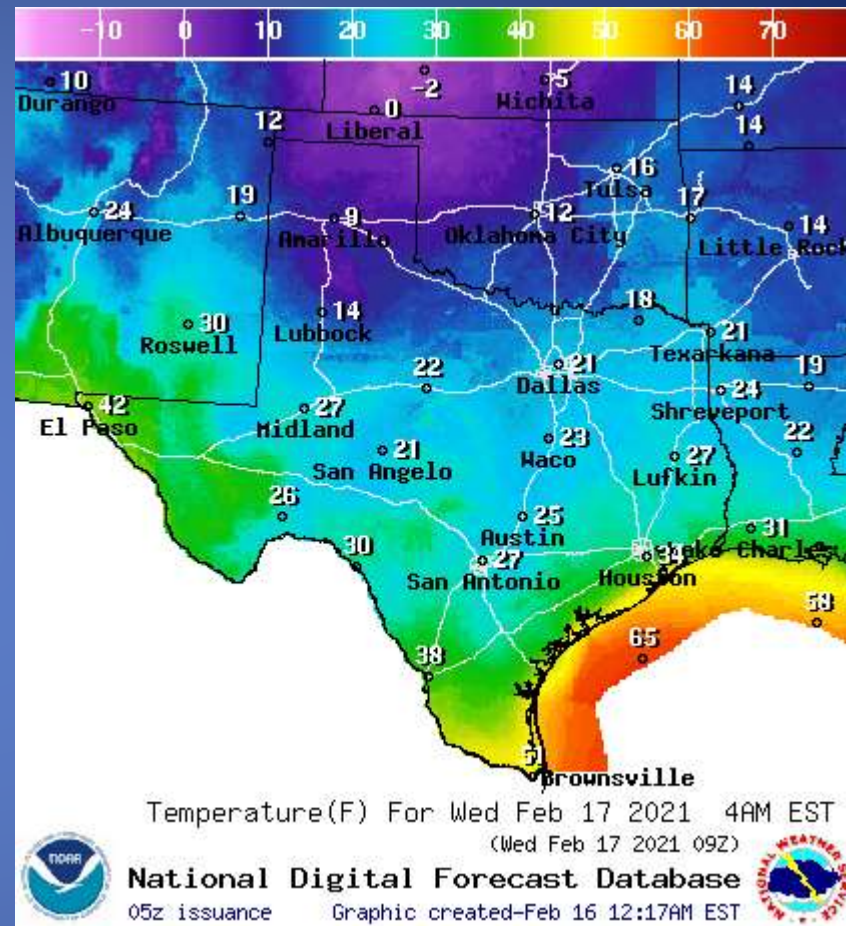 -10 0 10 20 30 40 50 60 70
10
Durango
-2
-5
Wichita
0
Liberal
14
12
14
16
Tulsa
24
Albuquerque
19
9
Amarillo
12
Oklahoma City
17
14
Little Rock
30
Roswell
14
Lubbock
18
21
Texarkana
22
21
Dallas
24
Shreveport
19
42
El Paso
27
Midland
21
San Angelo
23
Waco
27
Lufkin
22
26
25
Austin
31
Lake Charles
30
27
San Antonio
34
Houston
38
65
58
51
Brownsville
Temperature(F) For Wed Feb 17 2021 4AM EST
(Wed Feb 17 2021 09Z)
NOAA
NATIONAL WEATHER SERVICE
National Digital Forecast Database
05z issuance Graphic created-Feb 16 12:17AM EST